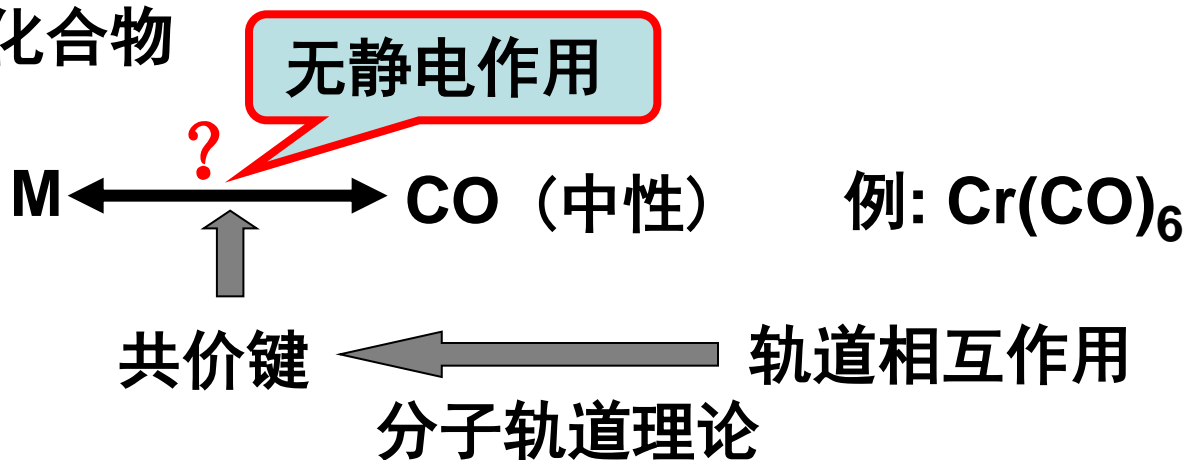 化合物
无静电作用
?
M CO（中性） 例: Cr(CO)₆
共价键 轨道相互作用
分子轨道理论